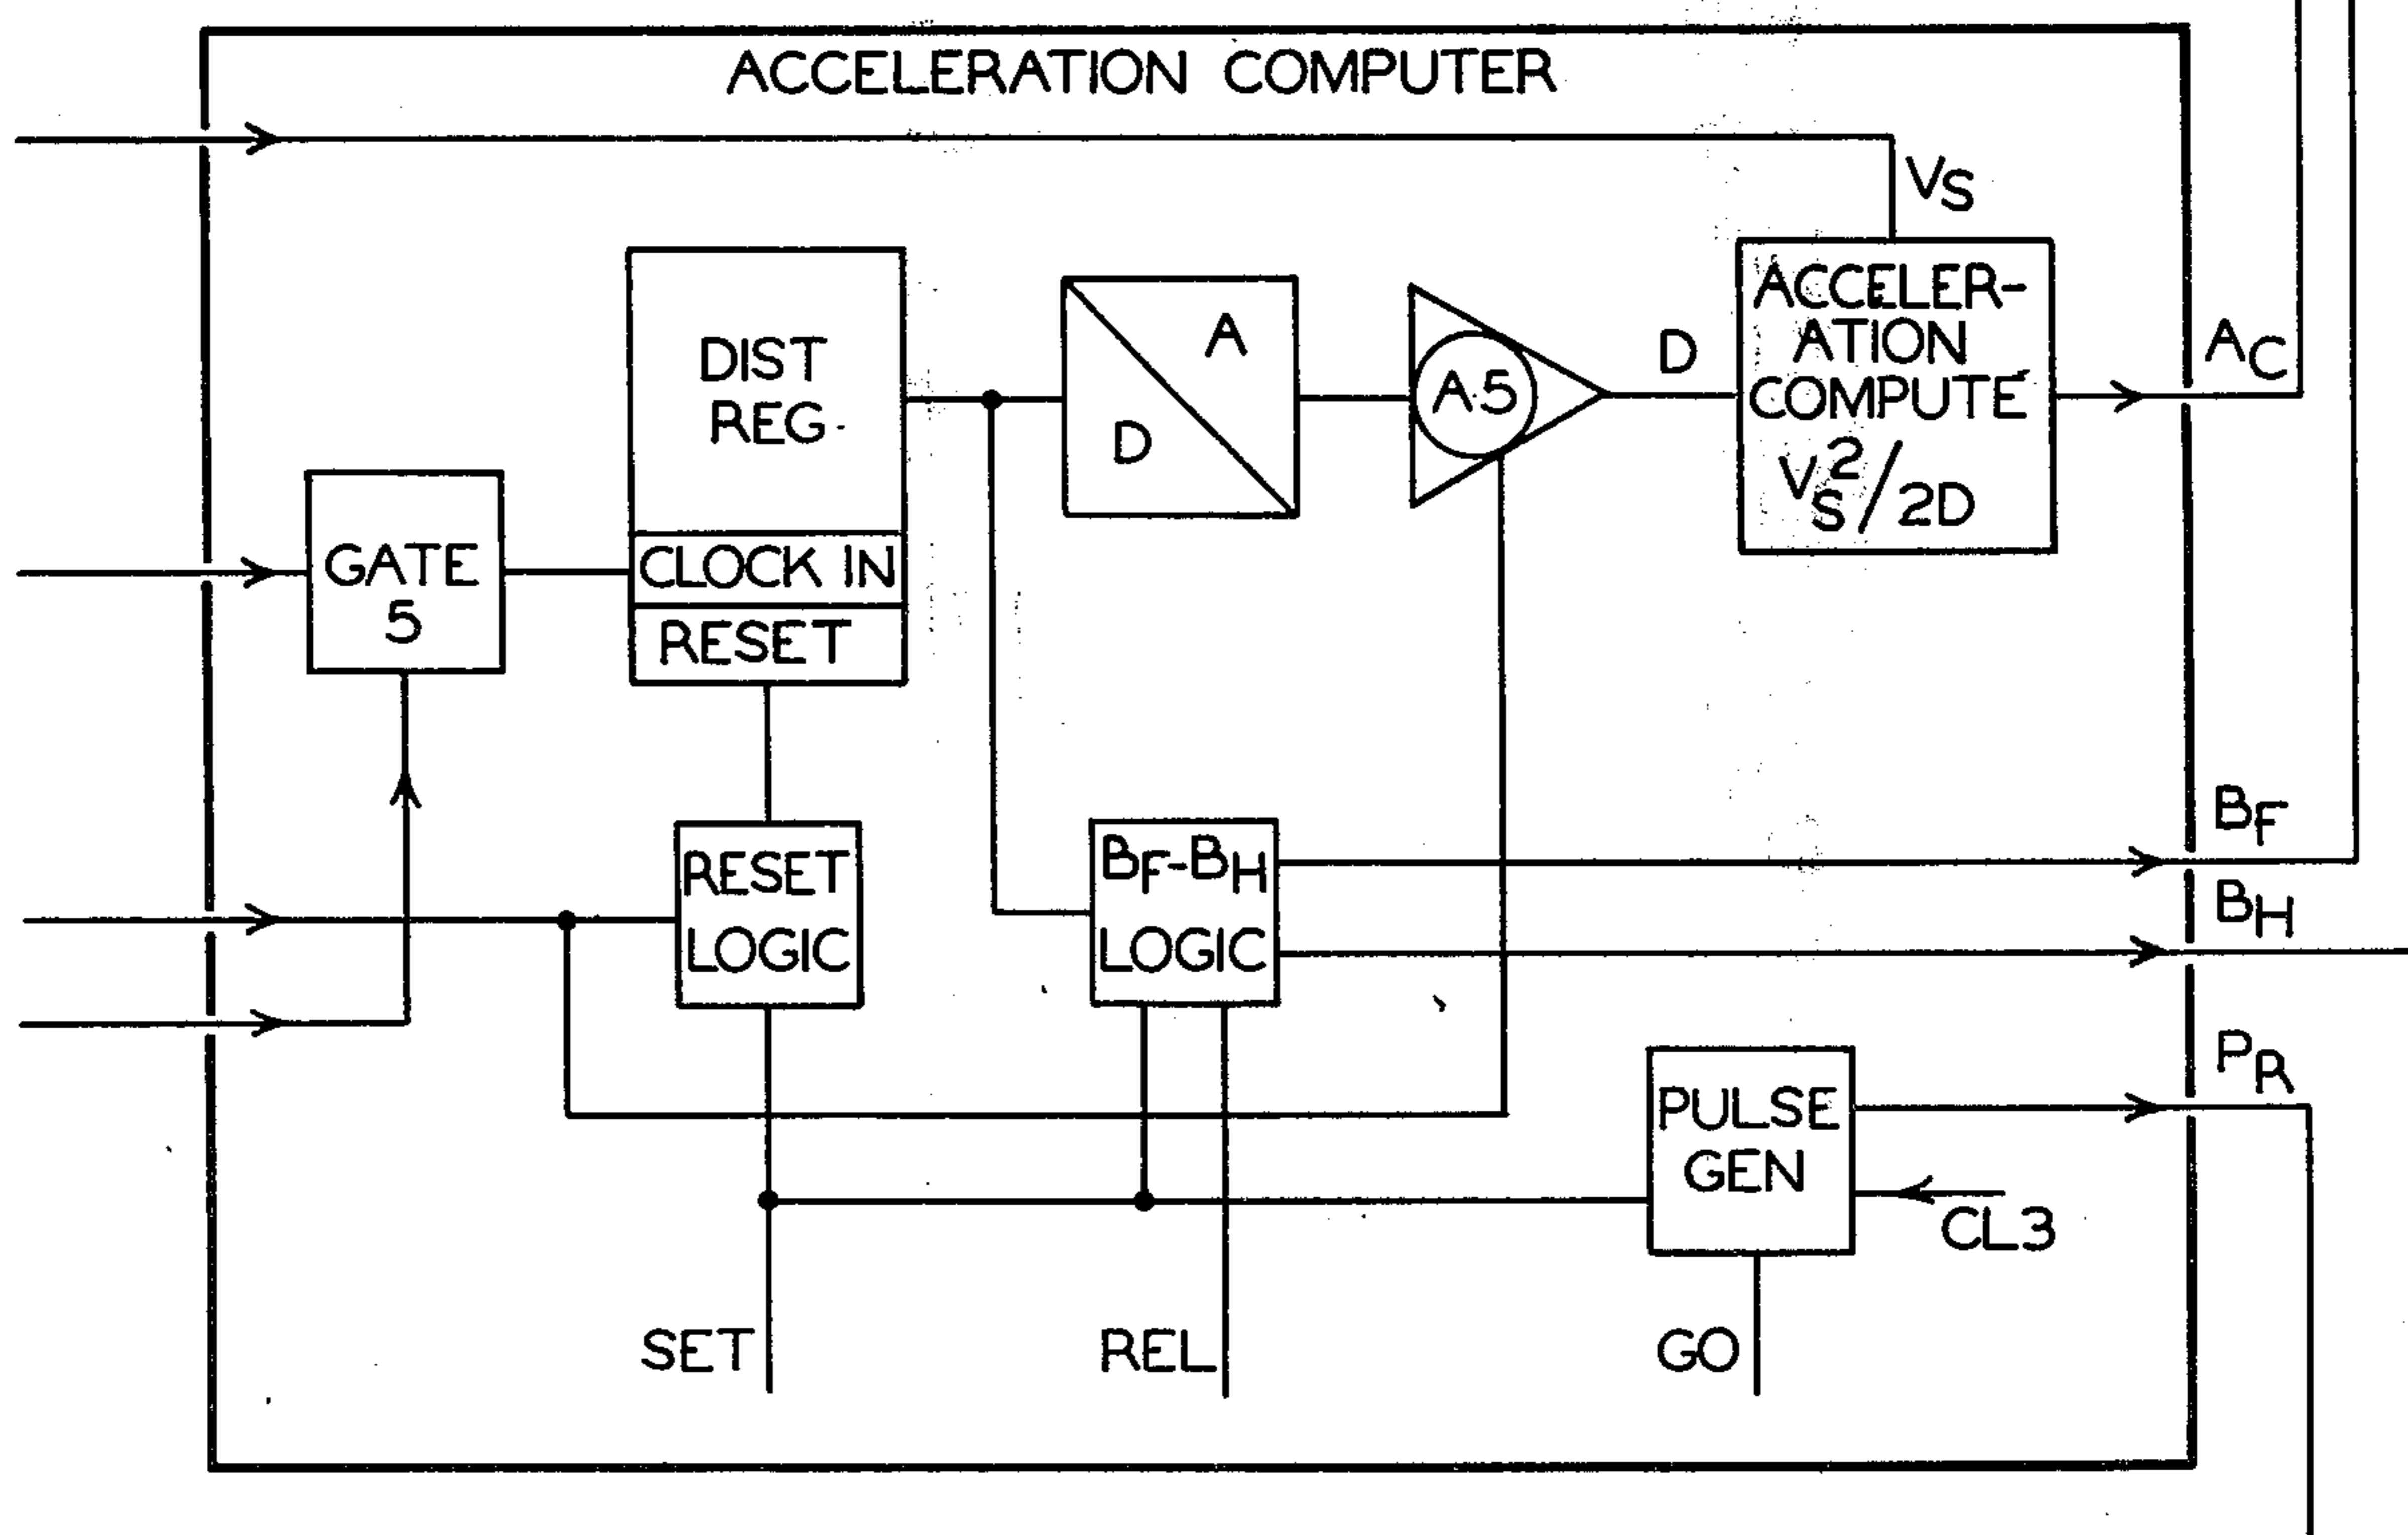 ACCELERATION COMPUTER
VS
ACCELER-
ATION
COMPUTE
VS²/2D
DIST
REG.
CLOCK IN
RESET
A
D
A5
D
AC
GATE
5
RESET
LOGIC
BF-BH
LOGIC
BF
BH
PR
PULSE
GEN
CL3
SET
REL
GO